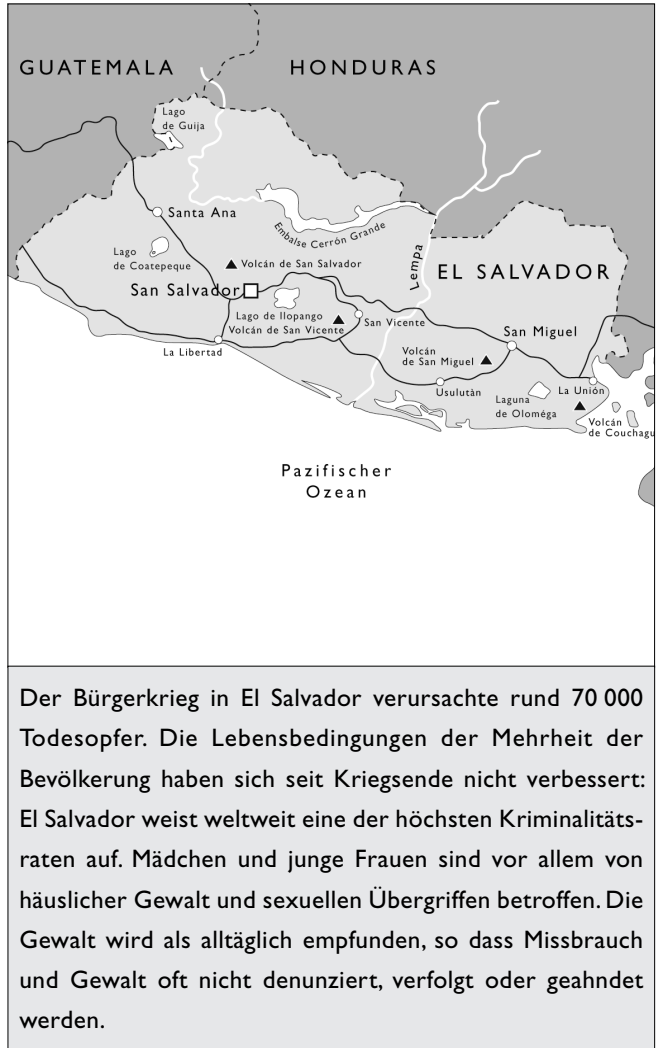 GUATEMALA
HONDURAS
Lago
de Guija
Santa Ana
Embalse Cerrón Grande
Lago
de Coatepeque
Volcán de San Salvador
Lempa
EL SALVADOR
San Salvador
Lago de Ilopango
Volcán de San Vicente
San Vicente
San Miguel
La Libertad
Volcán
de San Miguel
Usulután
La Unión
Laguna
de Oloméga
Volcán
de Couchagu
Pazifischer
Ozean
Der Bürgerkrieg in El Salvador verursachte rund 70 000
Todesopfer. Die Lebensbedingungen der Mehrheit der
Bevölkerung haben sich seit Kriegsende nicht verbessert:
El Salvador weist weltweit eine der höchsten Kriminalitäts-
raten auf. Mädchen und junge Frauen sind vor allem von
häuslicher Gewalt und sexuellen Übergriffen betroffen. Die
Gewalt wird als alltäglich empfunden, so dass Missbrauch
und Gewalt oft nicht denunziert, verfolgt oder geahndet
werden.